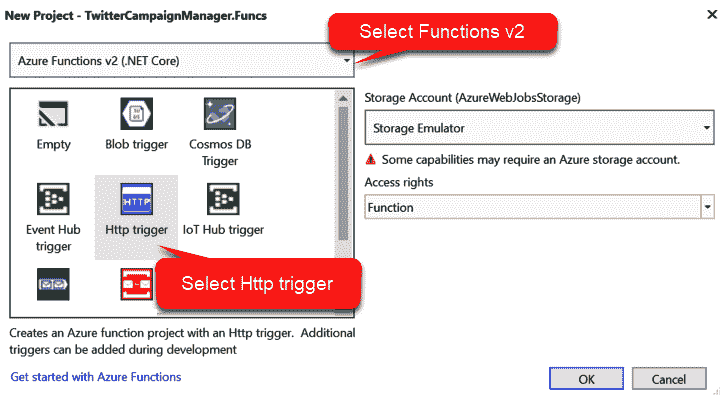 New Project - TwitterCampaignManager.Funcs
Select Functions v2
Azure Functions v2 (.NET Core)
Empty
Blob trigger
Cosmos DB
Trigger
Event Hub
trigger
Http trigger
IoT Hub trigger
HTTP
Select Http trigger
Storage Account (AzureWebJobsStorage)
Storage Emulator
Some capabilities may require an Azure storage account.
Access rights
Function
Creates an Azure function project with an Http trigger. Additional
triggers can be added during development
Get started with Azure Functions
OK
Cancel